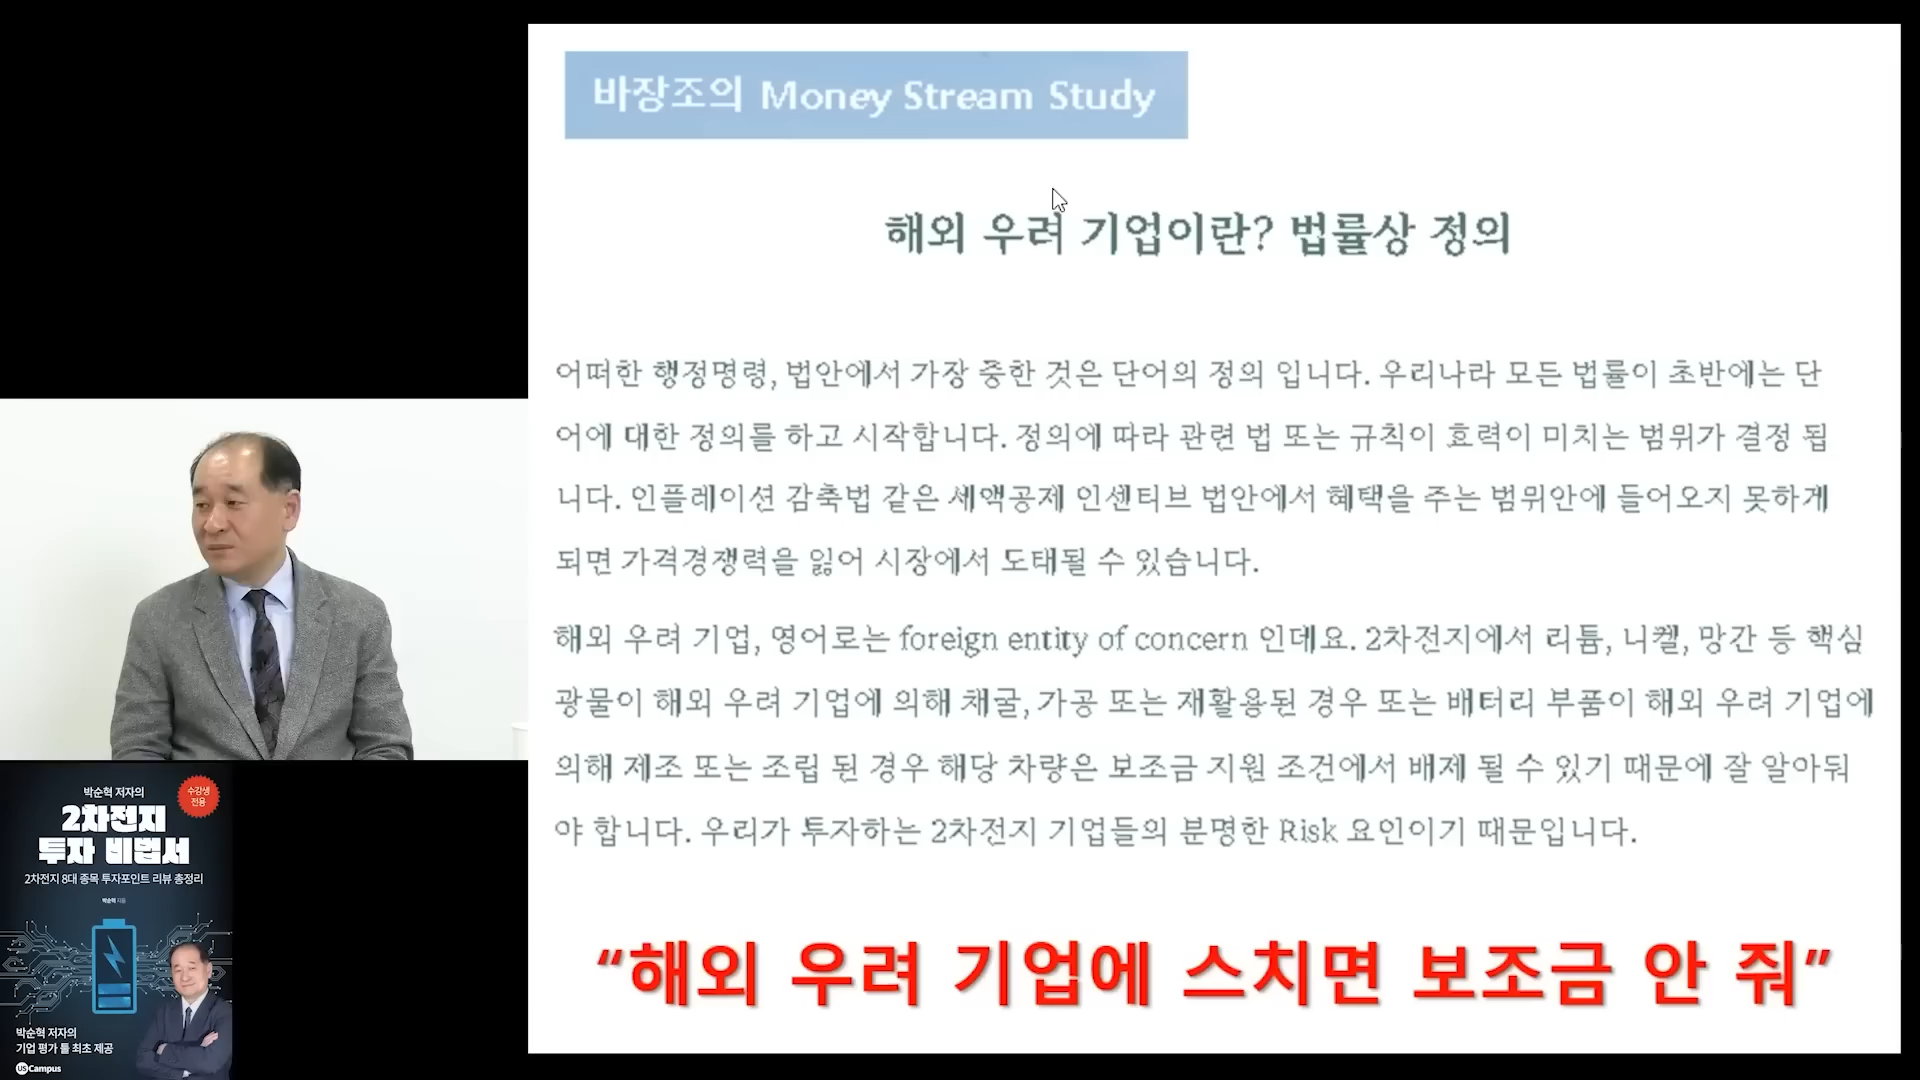 바장조의 Money Stream Study
해외 우려 기업이란? 법률상 정의
어떠한 행정명령, 법안에서 가장 중한 것은 단어의 정의 입니다. 우리나라 모든 법률이 초반에는 단
어에 대한 정의를 하고 시작합니다. 정의에 따라 관련 법 또는 규칙이 효력이 미치는 범위가 결정 됩
니다. 인플레이션 감축법 같은 세액공제 인센티브 법안에서 혜택을 주는 범위안에 들어오지 못하게
되면 가격경쟁력을 잃어 시장에서 도태될 수 있습니다.
해외 우려 기업, 영어로는 foreign entity of concern 인데요. 2차전지에서 리튬, 니켈, 망간 등 핵심
광물이 해외 우려 기업에 의해 채굴, 가공 또는 재활용된 경우 또는 배터리 부품이 해외 우려 기업에
의해 제조 또는 조립 된 경우 해당 차량은 보조금 지원 조건에서 배제 될 수 있기 때문에 잘 알아둬
야 합니다. 우리가 투자하는 2차전지 기업들의 분명한 Risk 요인이기 때문입니다.
“해외 우려 기업에 스치면 보조금 안 줘”
박순혁 저자의
수강생
전용
2차전지
투자 비법서
2차전지 8대 종목 투자포인트 리뷰 총정리
박순혁 지음
박순혁 저자의
기업 평가 툴 최초 제공
US Campus